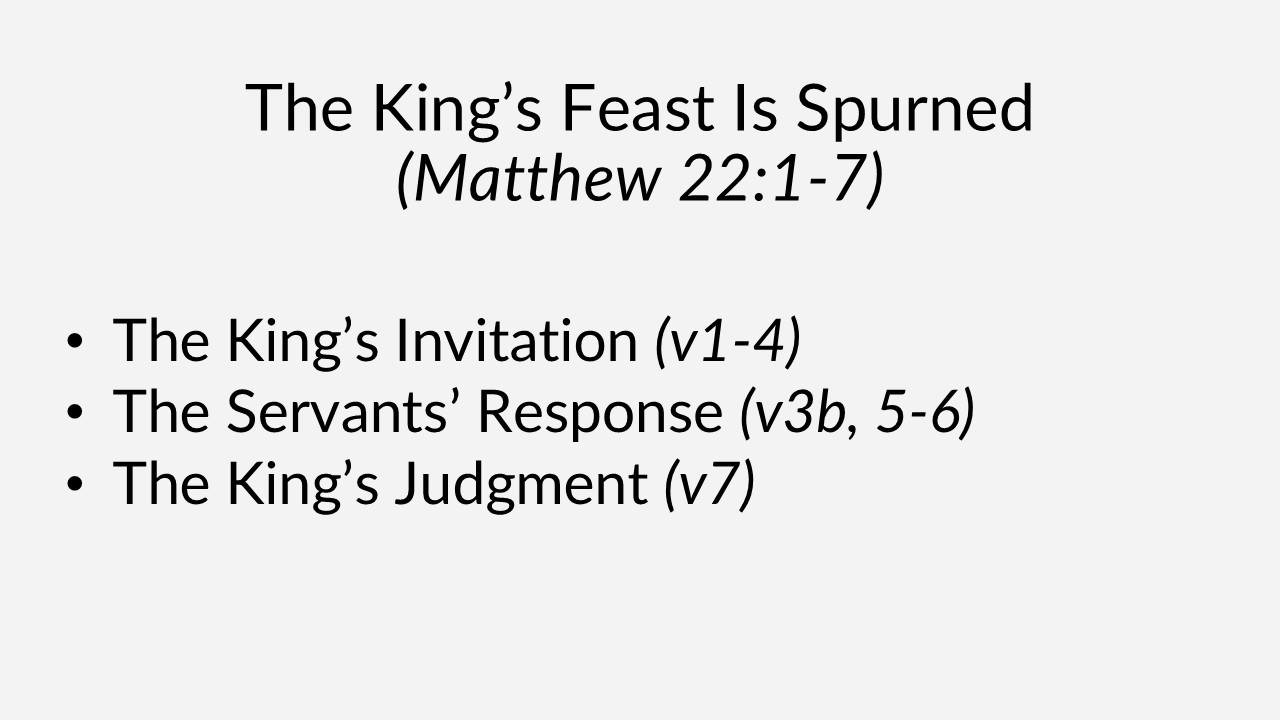 The King’s Feast Is Spurned
(Matthew 22:1-7)
• The King’s Invitation (v1-4)
• The Servants’ Response (v3b, 5-6)
• The King’s Judgment (v7)